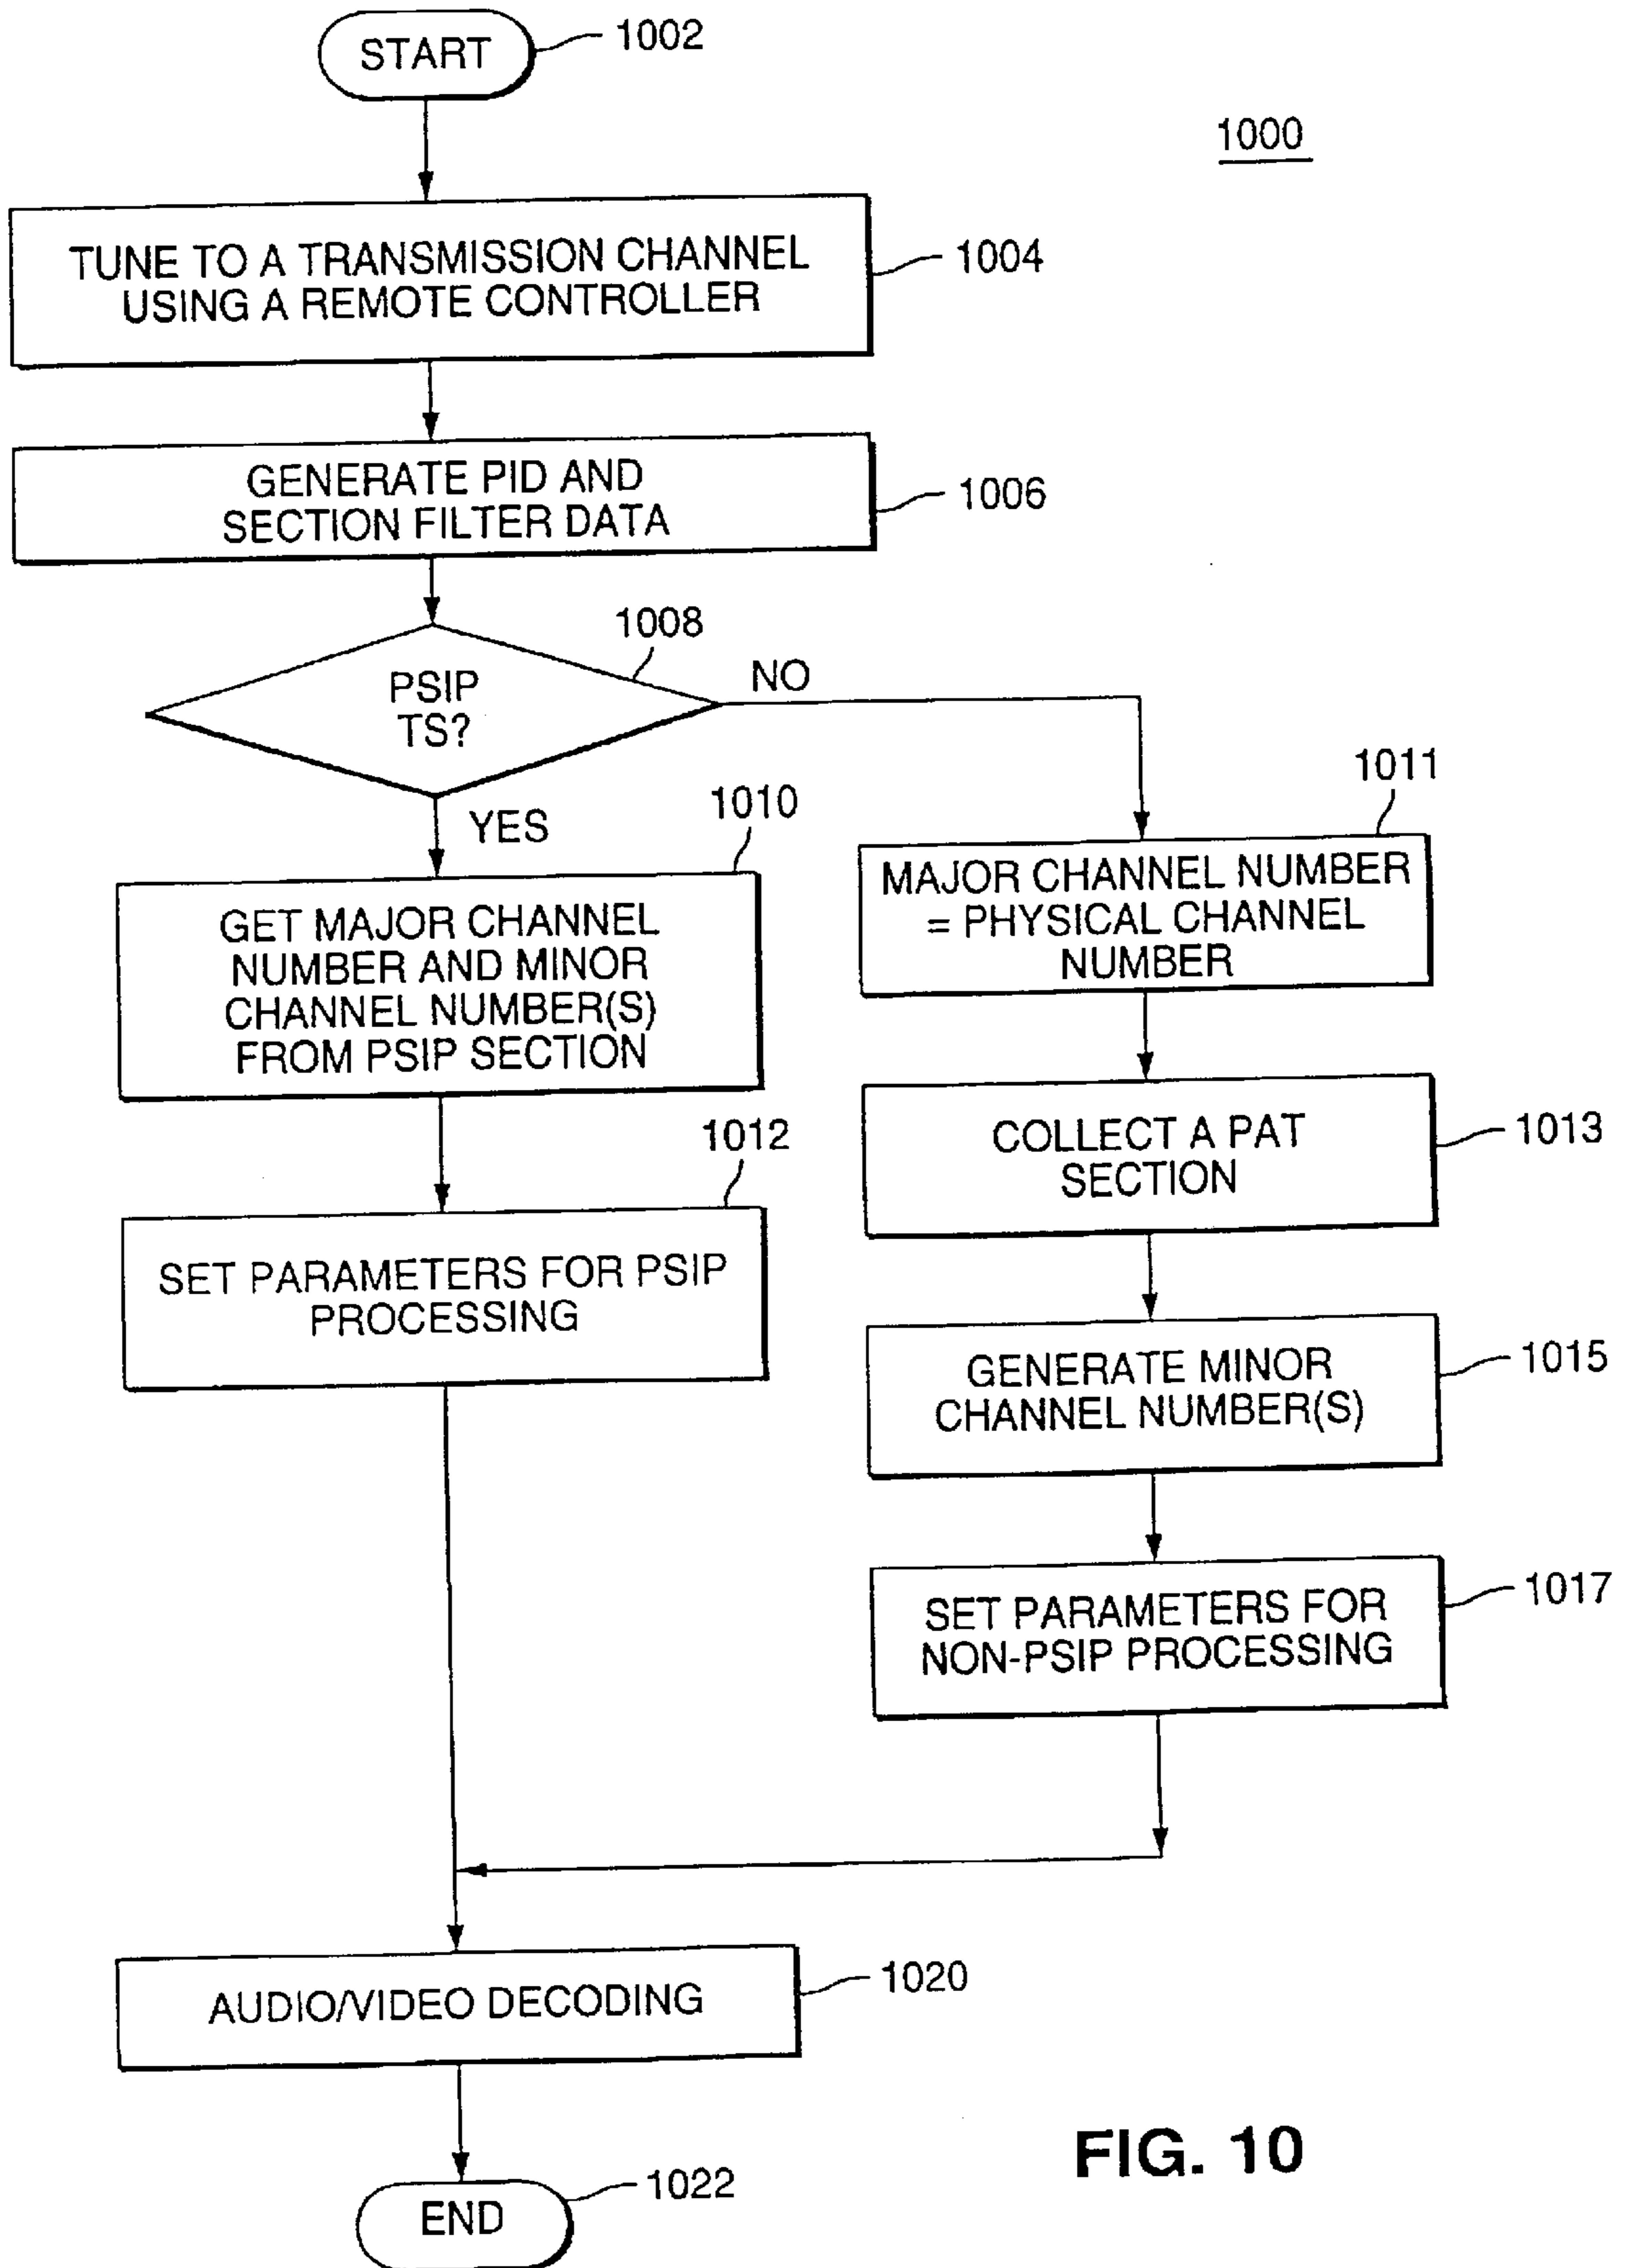 START
1002
1000
TUNE TO A TRANSMISSION CHANNEL
USING A REMOTE CONTROLLER
1004
GENERATE PID AND
SECTION FILTER DATA
1006
1008
PSIP
TS?
NO
YES
1010
GET MAJOR CHANNEL
NUMBER AND MINOR
CHANNEL NUMBER(S)
FROM PSIP SECTION
1012
SET PARAMETERS FOR PSIP
PROCESSING
1011
MAJOR CHANNEL NUMBER
= PHYSICAL CHANNEL
NUMBER
COLLECT A PAT
SECTION
1013
GENERATE MINOR
CHANNEL NUMBER(S)
1015
SET PARAMETERS FOR
NON-PSIP PROCESSING
1017
AUDIO/VIDEO DECODING
1020
END
1022
FIG. 10